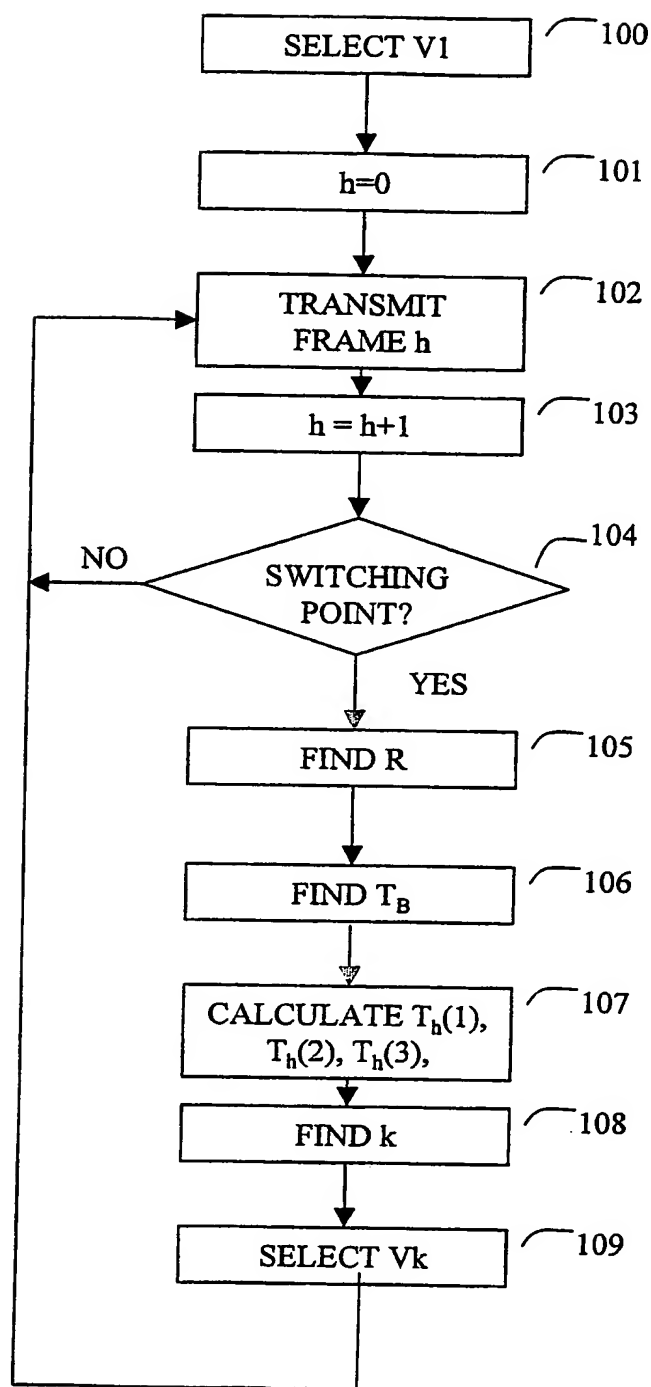 SELECT V1
100
h=0
101
TRANSMIT
FRAME h
102
h = h+1
103
SWITCHING
POINT?
104
NO
YES
FIND R
105
FIND T_B
106
CALCULATE T_h(1),
T_h(2), T_h(3),
107
FIND k
108
SELECT Vk
109